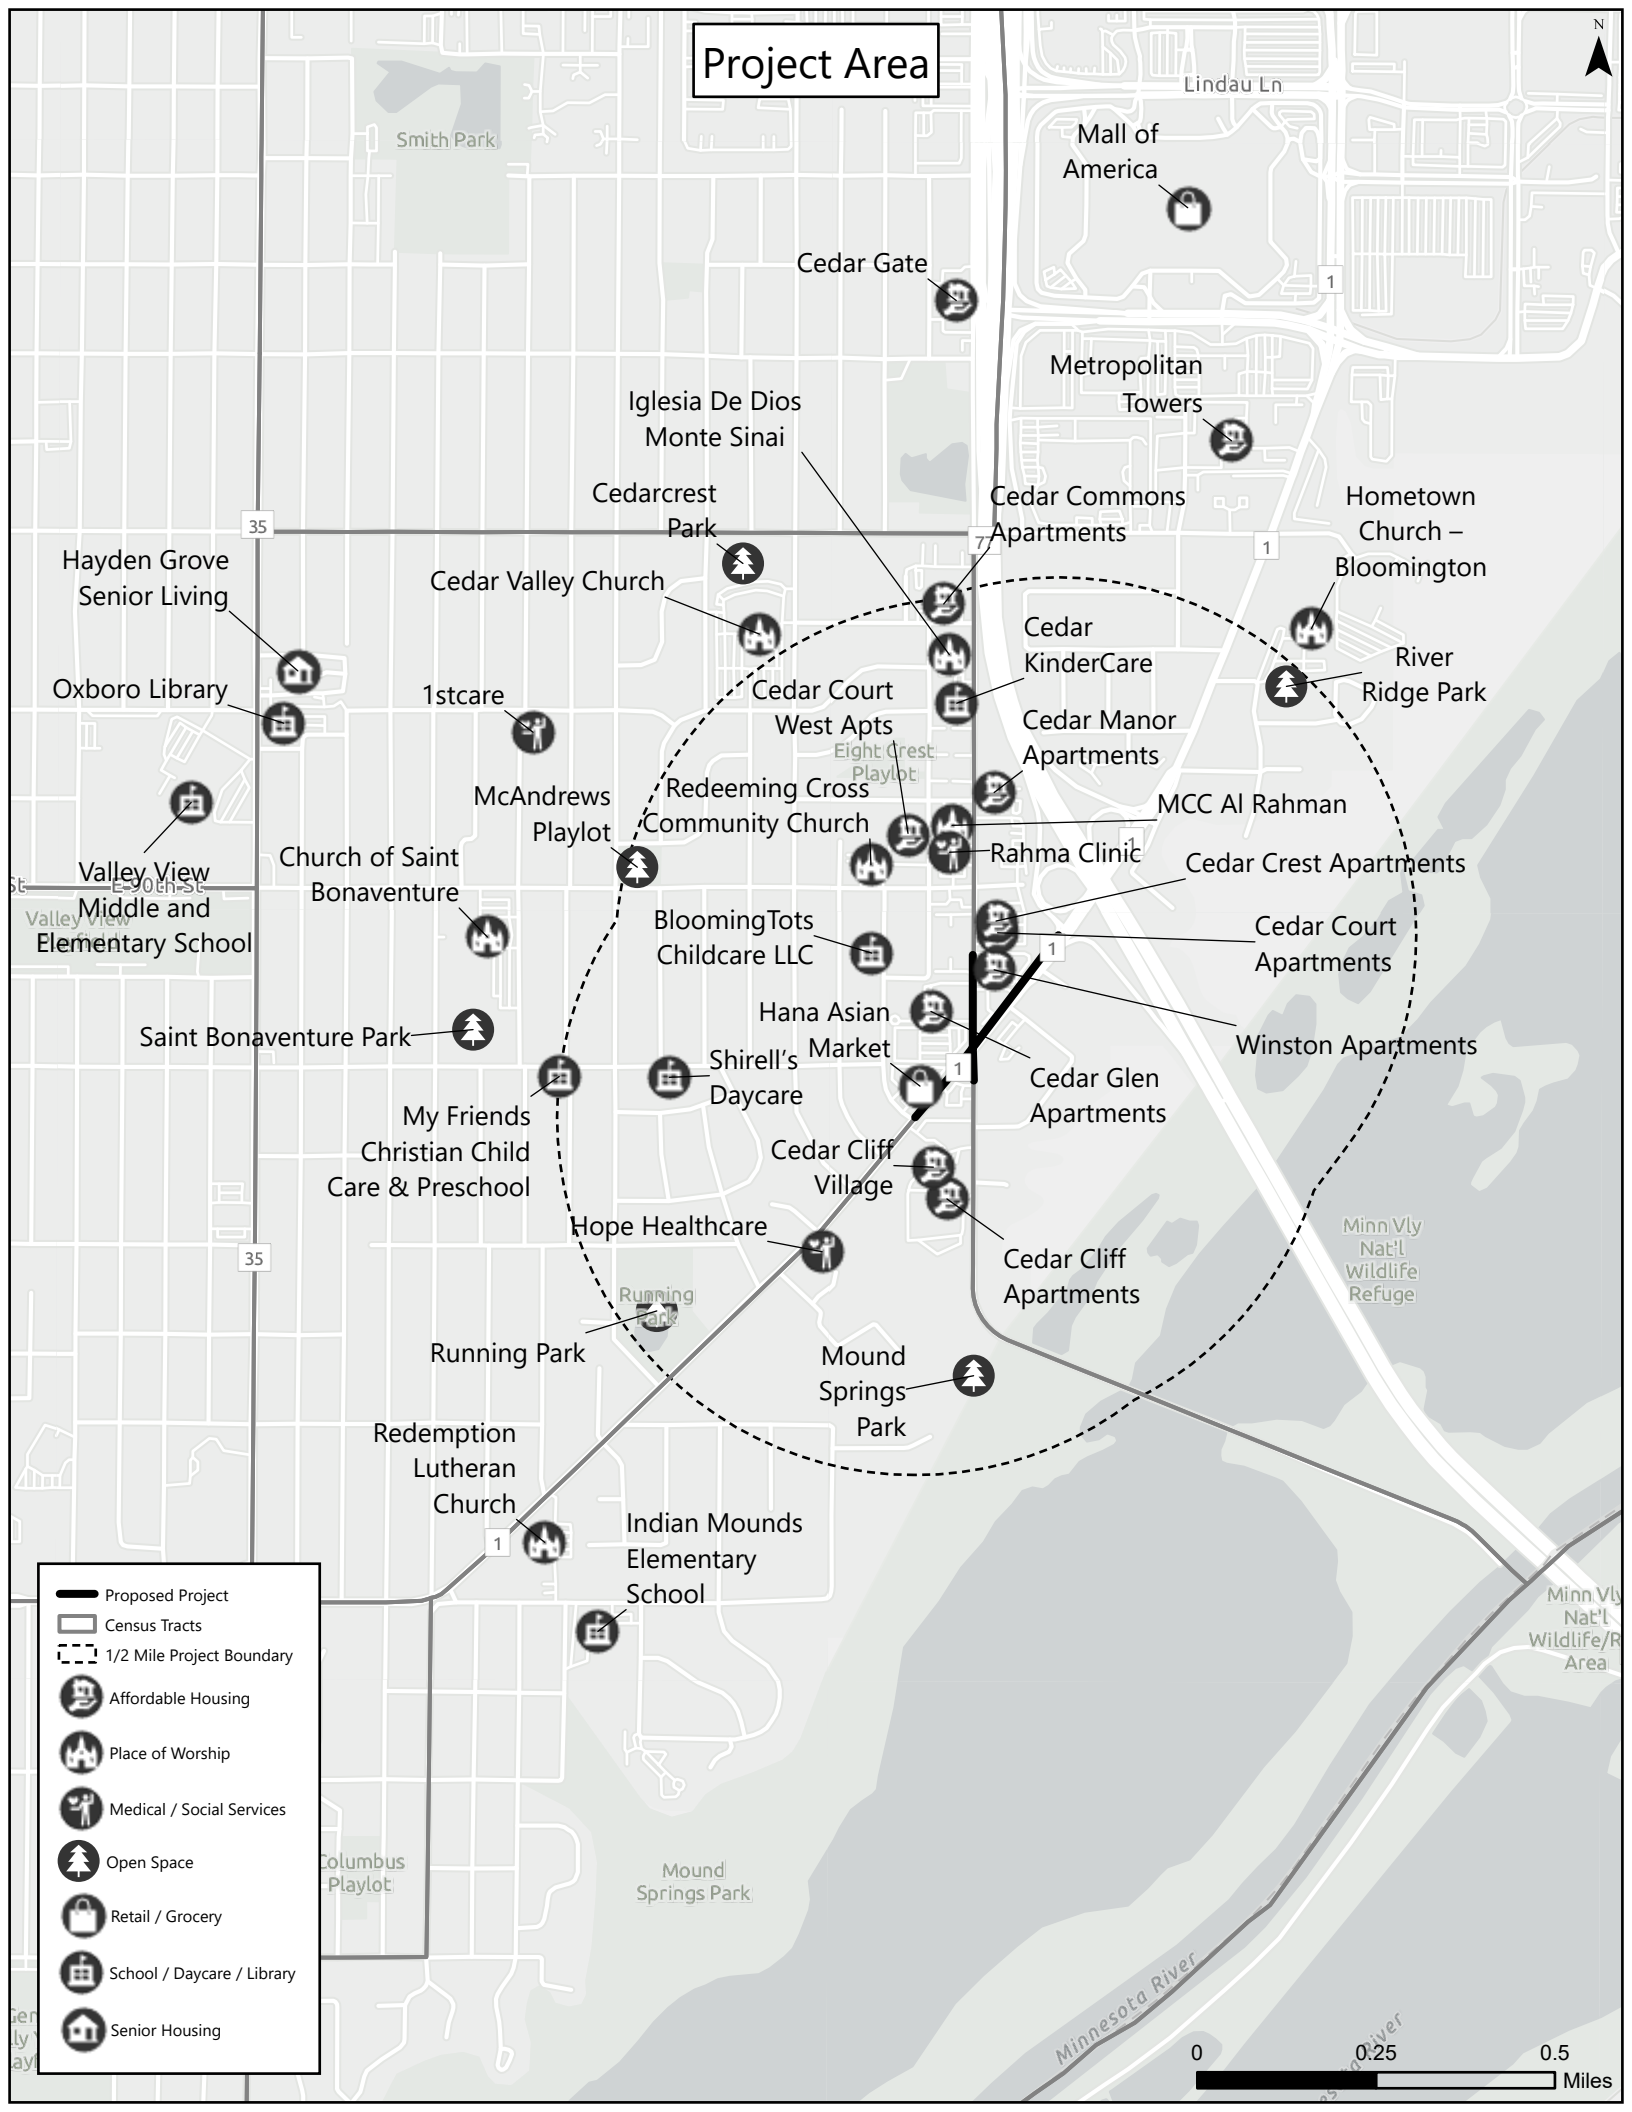 Project Area
N
Lindau Ln
Smith Park
Mall of
America
Cedar Gate
1
Metropolitan
Towers
Iglesia De Dios
Monte Sinai
Cedarcrest
Park
Cedar Commons
Apartments
Hometown
Church –
Bloomington
35
77
1
Hayden Grove
Senior Living
Cedar Valley Church
Cedar
KinderCare
River
Ridge Park
Oxboro Library
1stcare
Cedar Court
West Apts
Cedar Manor
Apartments
Eight Crest
Playlot
McAndrews
Playlot
Redeeming Cross
Community Church
MCC Al Rahman
1
Rahma Clinic
Cedar Crest Apartments
Valley View
Middle and
Elementary School
St
E 90th St
Valley View
Playfield
Church of Saint
Bonaventure
BloomingTots
Childcare LLC
Cedar Court
Apartments
1
Saint Bonaventure Park
Hana Asian
Market
Winston Apartments
1
Shirell’s
Daycare
Cedar Glen
Apartments
My Friends
Christian Child
Care & Preschool
Cedar Cliff
Village
Hope Healthcare
35
Cedar Cliff
Apartments
Minn Vly
Nat'l
Wildlife
Refuge
Running
Park
Running Park
Mound
Springs
Park
Redemption
Lutheran
Church
1
Indian Mounds
Elementary
School
Minn Vly
Nat'l
Wildlife/R
Area
Proposed Project
Census Tracts
1/2 Mile Project Boundary
Affordable Housing
Place of Worship
Medical / Social Services
Open Space
Retail / Grocery
School / Daycare / Library
Senior Housing
Columbus
Playlot
Mound
Springs Park
Minnesota River
0 0.25 0.5
Miles